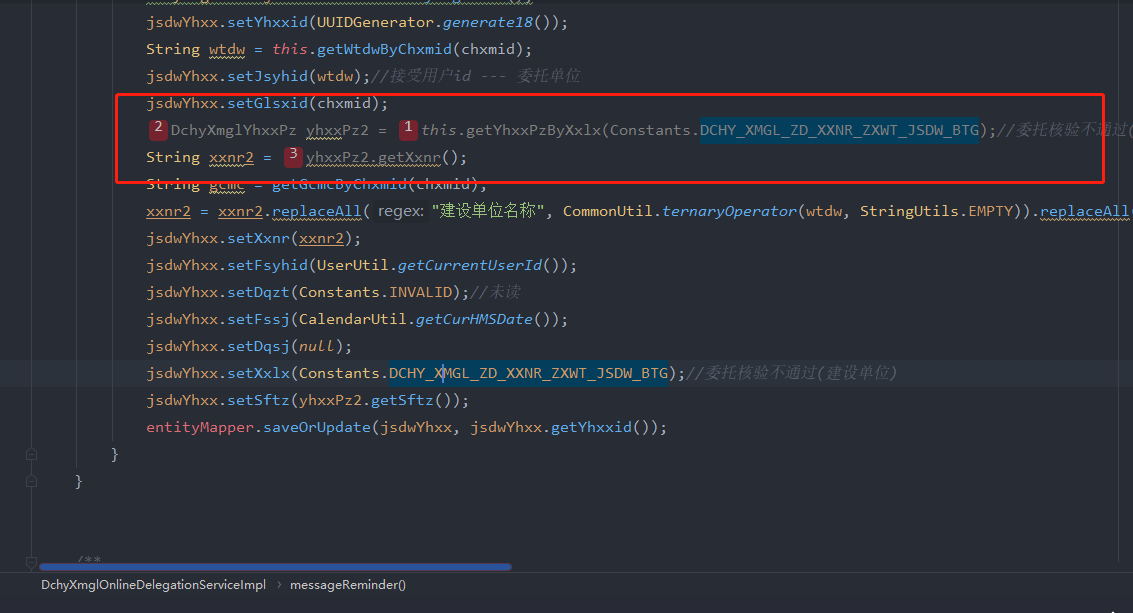 jsdwYhxx.setYhxxid(UUIDGenerator.generate18());
String wtdw = this.getWtdwByChxmid(chxmid);
jsdwYhxx.setJsyhid(wtdw);//接受用户id --- 委托单位
jsdwYhxx.setGlsxid(chxmid);
2 DchyXmglYhxxPz yhxxPz2 = 1 this.getYhxxPzByXxlx(Constants.DCHY_XMGL_ZD_XXNR_ZXWT_JSDW_BTG);//委托核验不通过(
String xxnr2 = 3 yhxxPz2.getXxnr();
String gcmc = getGcmcByChxmid(chxmid);
xxnr2 = xxnr2.replaceAll( regex: "建设单位名称", CommonUtil.ternaryOperator(wtdw, StringUtils.EMPTY)).replaceAll(
jsdwYhxx.setXxnr(xxnr2);
jsdwYhxx.setFsyhid(UserUtil.getCurrentUserId());
jsdwYhxx.setDqzt(Constants.INVALID);//未读
jsdwYhxx.setFssj(CalendarUtil.getCurHMSDate());
jsdwYhxx.setDqsj(null);
jsdwYhxx.setXxlx(Constants.DCHY_XMGL_ZD_XXNR_ZXWT_JSDW_BTG);//委托核验不通过(建设单位)
jsdwYhxx.setSftz(yhxxPz2.getSftz());
entityMapper.saveOrUpdate(jsdwYhxx, jsdwYhxx.getYhxxid());
}
}
/**
DchyXmglOnlineDelegationServiceImpl › messageReminder()